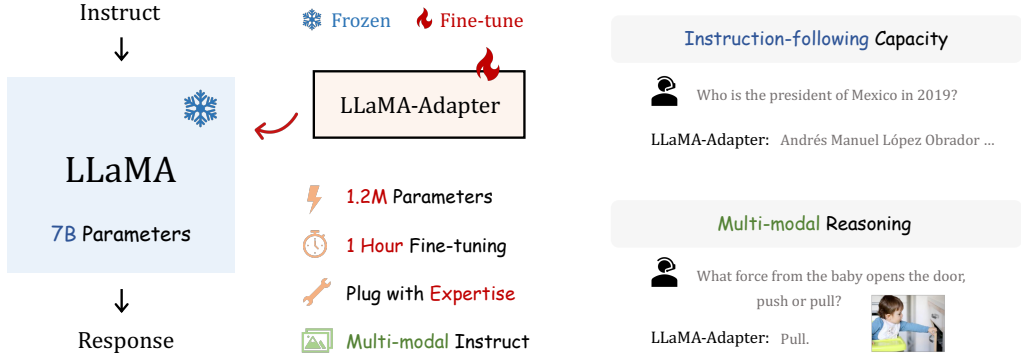 Instruct
LLaMA
7B Parameters
Response
Frozen
Fine-tune
LLaMA-Adapter
1.2M Parameters
1 Hour Fine-tuning
Plug with Expertise
Multi-modal Instruct
Instruction-following Capacity
Who is the president of Mexico in 2019?
LLaMA-Adapter: Andrés Manuel López Obrador ...
Multi-modal Reasoning
What force from the baby opens the door,
push or pull?
LLaMA-Adapter: Pull.